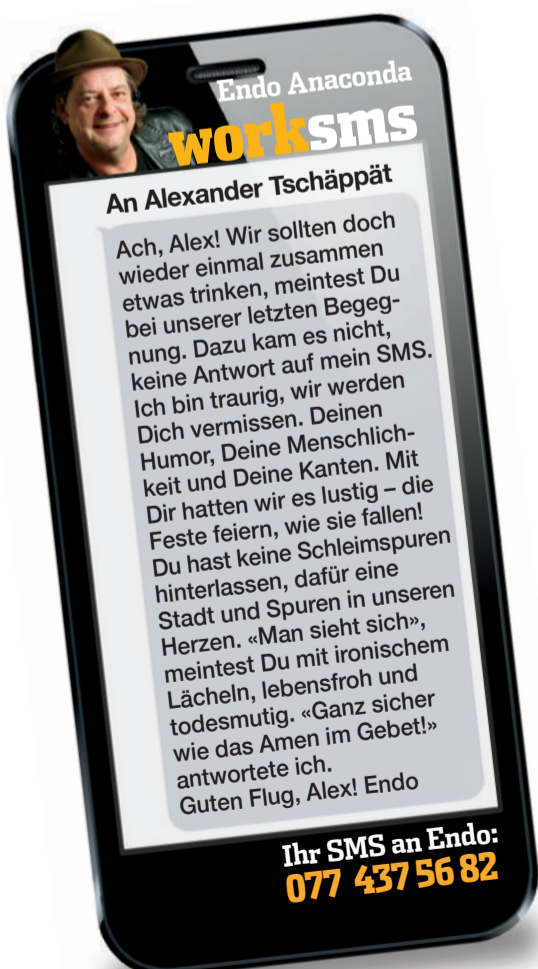 Endo Anaconda
worksms
An Alexander Tschäppät
Ach, Alex! Wir sollten doch
wieder einmal zusammen
etwas trinken, meintest Du
bei unserer letzten Begeg-
nung. Dazu kam es nicht,
keine Antwort auf mein SMS.
Ich bin traurig, wir werden
Dich vermissen. Deinen
Humor, Deine Menschlich-
keit und Deine Kanten. Mit
Dir hatten wir es lustig – die
Feste feiern, wie sie fallen!
Du hast keine Schleimspuren
hinterlassen, dafür eine
Stadt und Spuren in unseren
Herzen. «Man sieht sich»,
meintest Du mit ironischem
Lächeln, lebensfroh und
todesmutig. «Ganz sicher
wie das Amen im Gebet!»
antwortete ich.
Guten Flug, Alex! Endo
Ihr SMS an Endo:
077 437 56 82